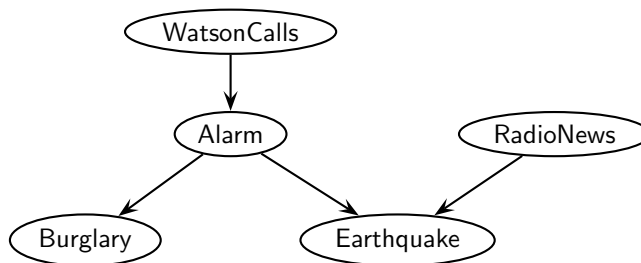 WatsonCalls
Alarm
RadioNews
Burglary
Earthquake